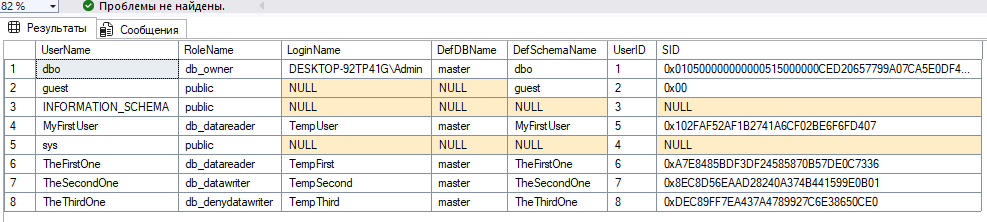 82 % Проблемы не найдены.
Результаты Сообщения
UserName RoleName LoginName DefDBName DefSchemaName UserID SID
1 dbo db_owner DESKTOP-92TP41G\Admin master dbo 1 0x010500000000000515000000CED20657799A07CA5E0DF4...
2 guest public NULL NULL guest 2 0x00
3 INFORMATION_SCHEMA public NULL NULL NULL 3 NULL
4 MyFirstUser db_datareader TempUser master MyFirstUser 5 0x102FAF52AF1B2741A6CF02BE6F6FD407
5 sys public NULL NULL NULL 4 NULL
6 TheFirstOne db_datareader TempFirst master TheFirstOne 6 0xA7E8485BDF3DF24585870B57DE0C7336
7 TheSecondOne db_datawriter TempSecond master TheSecondOne 7 0x8EC8D56EAAD28240A374B441599E0B01
8 TheThirdOne db_denydatawriter TempThird master TheThirdOne 8 0xDEC89FF7EA437A4789927C6E38650CE0